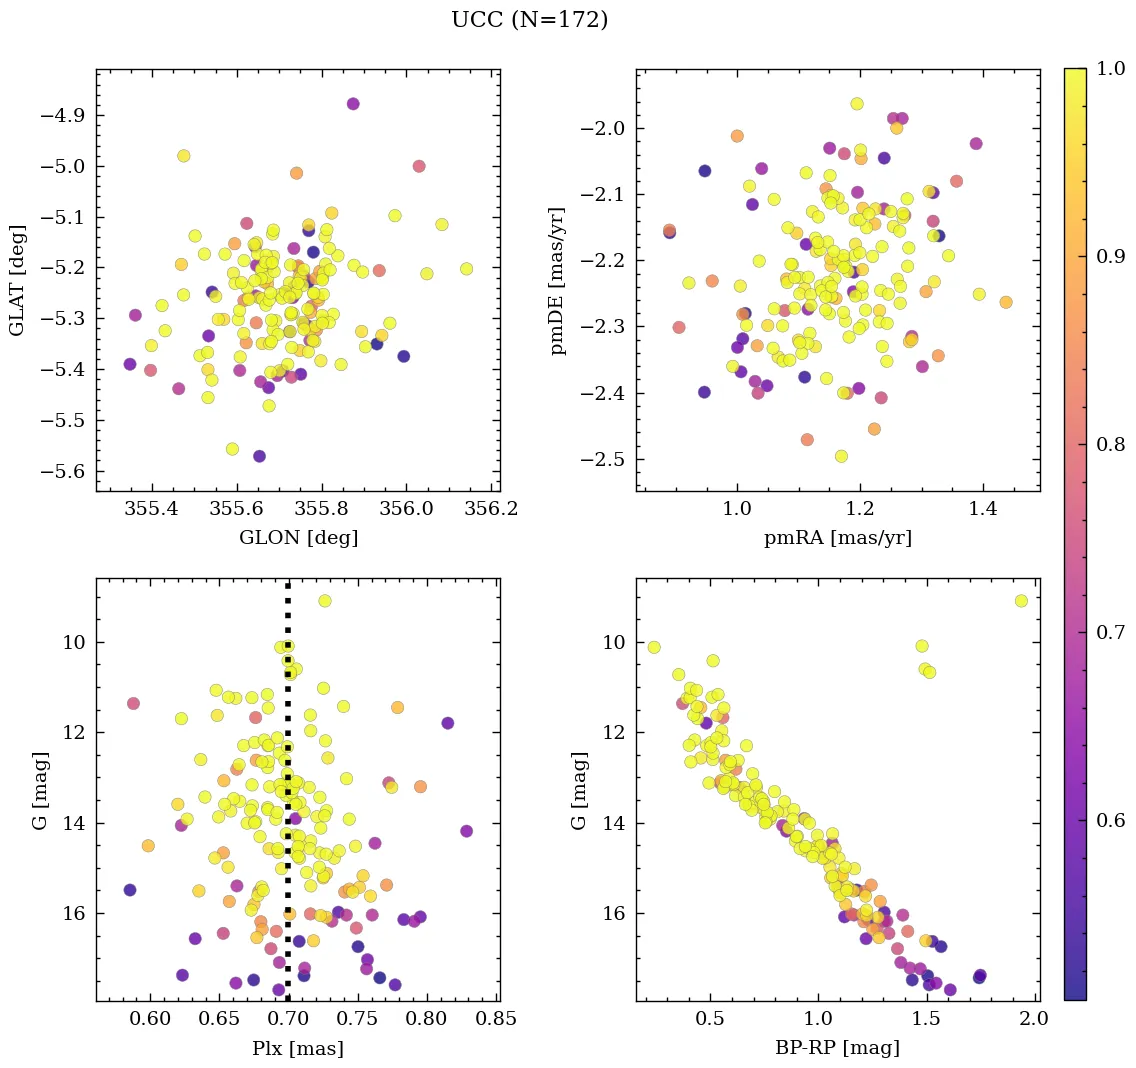 UCC (N=172)
−4.9
−5.0
−5.1
−5.2
−5.3
−5.4
−5.5
−5.6
GLAT [deg]
355.4 355.6 355.8 356.0 356.2
GLON [deg]
−2.0
−2.1
−2.2
−2.3
−2.4
−2.5
pmDE [mas/yr]
1.0 1.2 1.4
pmRA [mas/yr]
1.0
0.9
0.8
0.7
0.6
10
12
14
16
G [mag]
0.60 0.65 0.70 0.75 0.80 0.85
Plx [mas]
10
12
14
16
G [mag]
0.5 1.0 1.5 2.0
BP-RP [mag]